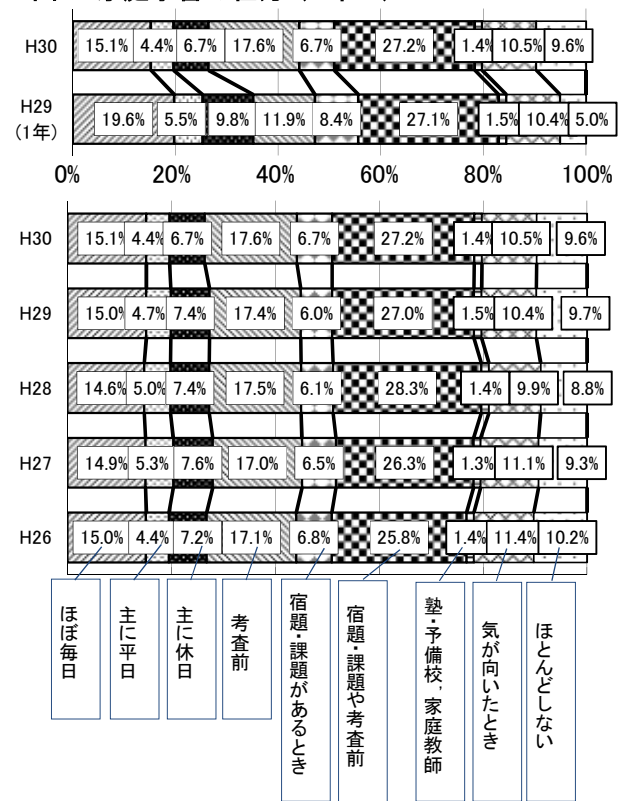 H30
15.1% 4.4% 6.7% 17.6% 6.7% 27.2% 1.4% 10.5% 9.6%
H29
(1年)
19.6% 5.5% 9.8% 11.9% 8.4% 27.1% 1.5% 10.4% 5.0%
0% 20% 40% 60% 80% 100%
H30
15.1% 4.4% 6.7% 17.6% 6.7% 27.2% 1.4% 10.5% 9.6%
H29
15.0% 4.7% 7.4% 17.4% 6.0% 27.0% 1.5% 10.4% 9.7%
H28
14.6% 5.0% 7.4% 17.5% 6.1% 28.3% 1.4% 9.9% 8.8%
H27
14.9% 5.3% 7.6% 17.0% 6.5% 26.3% 1.3% 11.1% 9.3%
H26
15.0% 4.4% 7.2% 17.1% 6.8% 25.8% 1.4% 11.4% 10.2%
ほぼ毎日
主に平日
主に休日
考査前
宿題・課題があるとき
宿題・課題や考査前
塾・予備校，家庭教師
気が向いたとき
ほとんどしない